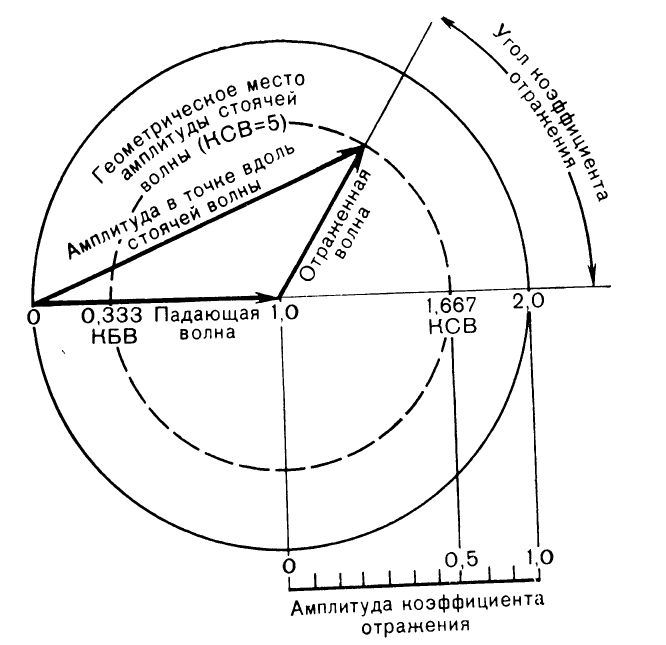 Угол коэффициента
отражения
Геометрическое место
амплитуды стоячей
волны (КСВ=5)
Амплитуда в точке вдоль
стоячей волны
Отраженная
волна
0 0,333 Падающая 1,0 1,667 2,0
КБВ волна КСВ
0 0,5 1,0
Амплитуда коэффициента
отражения